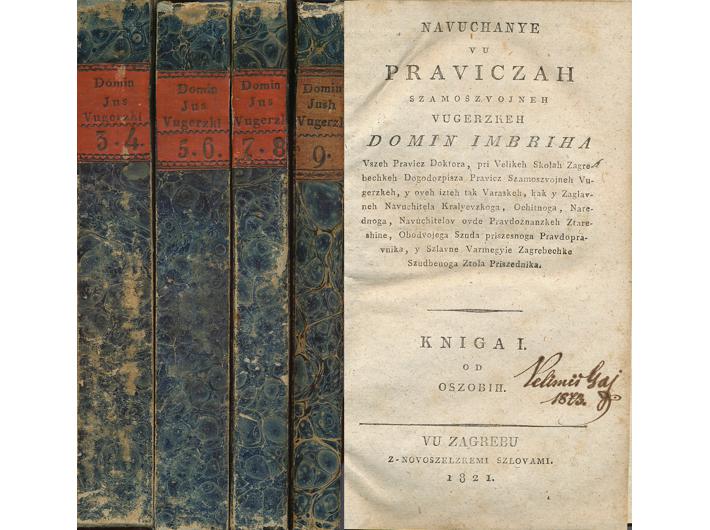 Domin
Jus
Vugerzki
3.4.
Domin
Jus
Vugerzki
5.6.
Domin
Jus
Vugerzki
7.8.
Domin
Jush
Vugerzk
9.
NAVUCHANYE
VU
PRAVICZAH
SZAMOSZVOJNEH
VUGERZKEH
DOMIN IMBRIHA
Vszeh Pravicz Doktora, pri Velikeh Skolah Zagre-
bechkeh Dogodozpisza Pravicz Szamoszvojneh Vu-
gerzkeh, y oveh izteh tak Varaskeh, kak y Zaglav-
neh Navuchitela Kralyevzkoga, Ochitnoga, Nare-
dnoga, Navuchitelov ovde Pravdoznanzkeh Ztare-
shine, Obodvojega Szuda priszesnoga Pravdopra-
vnika, y Szlavne Varmegyie Zagrebechke
Szudbenoga Ztola Priszednika.
KNIGA I.
OD
OSZOBIH.
Velimir Gaj
1873.
VU ZAGREBU
Z-NOVOSZELZKEMI SZLOVAMI.
1821.